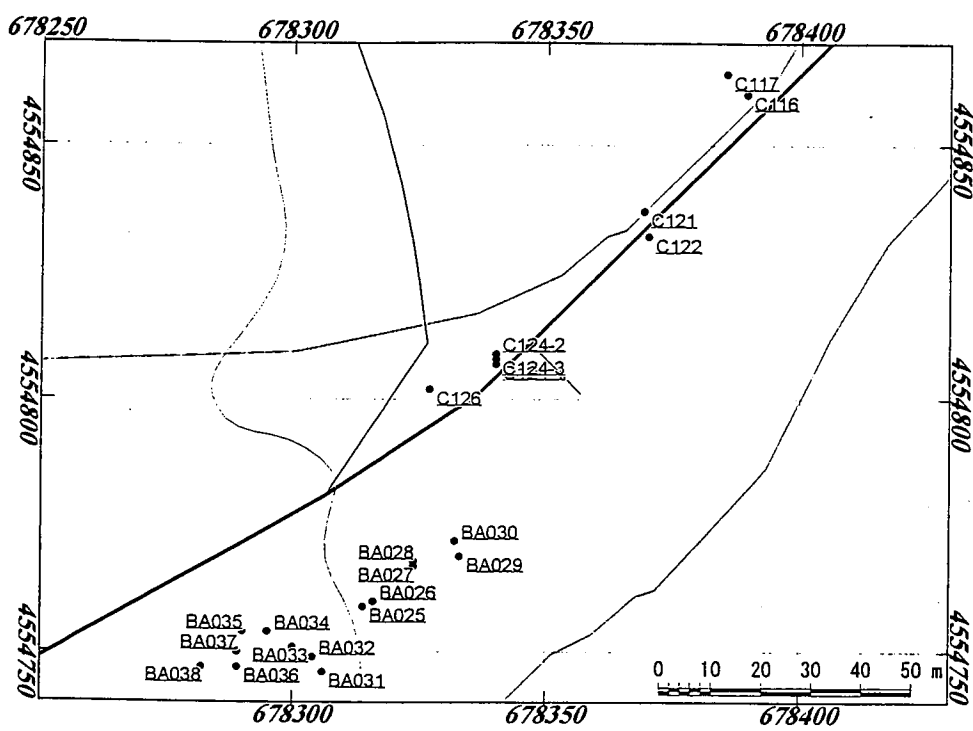 678250 678300 678350 678400
C117
C116
4554850 4554850
C121
C122
C124-2
C124-3
C126
4554800 4554800
BA030
BA028
BA029
BA027
BA026
BA025
BA035 BA034
BA037
BA033 BA032
BA038 BA036 BA031
4554750 4554750
0 10 20 30 40 50 m
678300 678350 678400